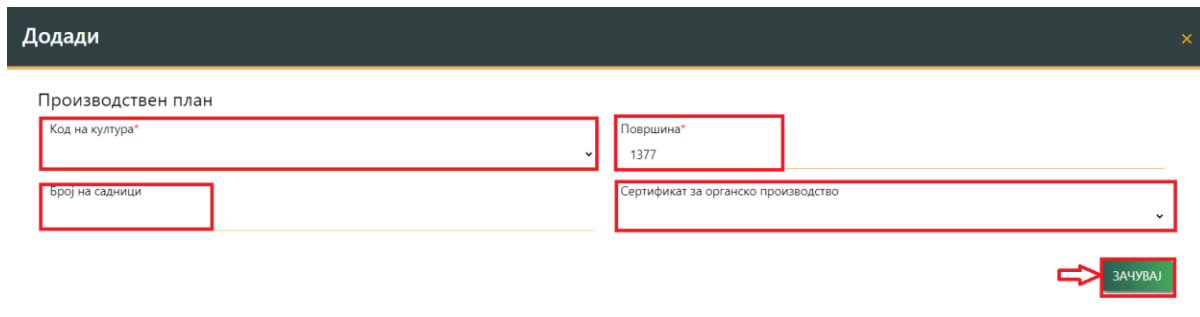 Додади
Производствен план
Код на култура*
Површина*
1377
Број на садници
Сертификат за органско производство
ЗАЧУВАЈ